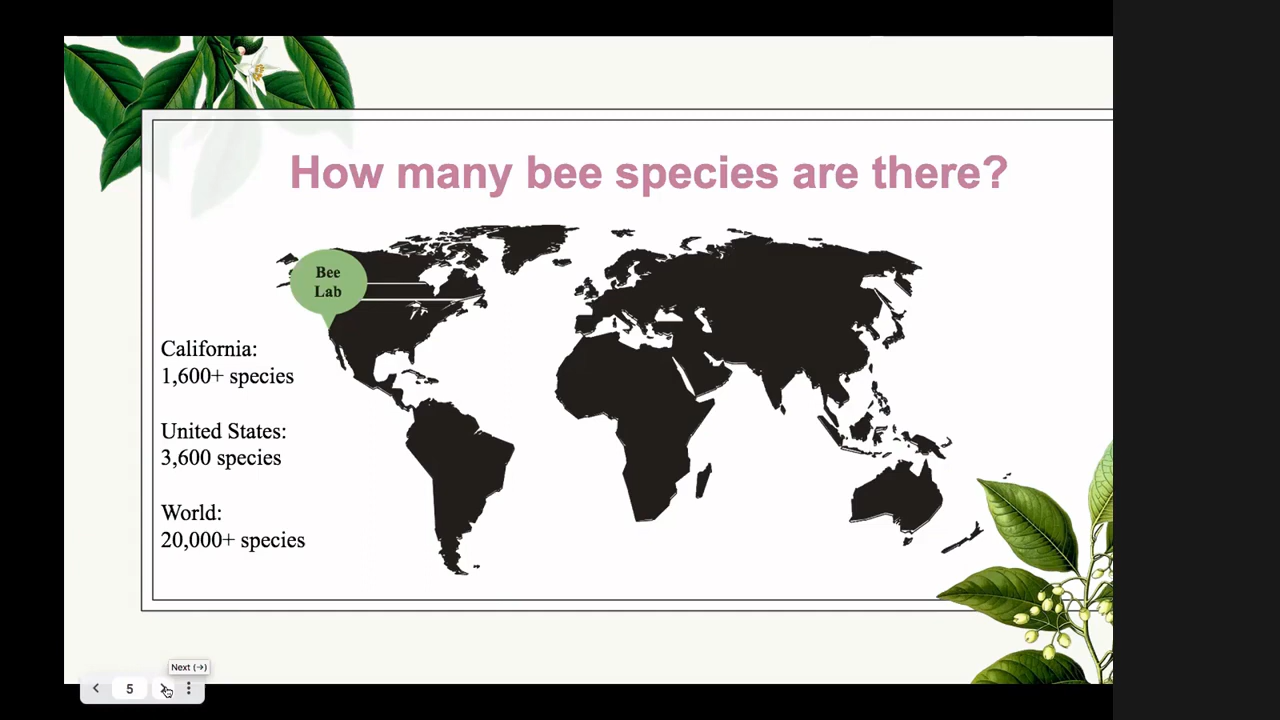 How many bee species are there?
Bee
Lab
California:
1,600+ species
United States:
3,600 species
World:
20,000+ species
Next (→)
5